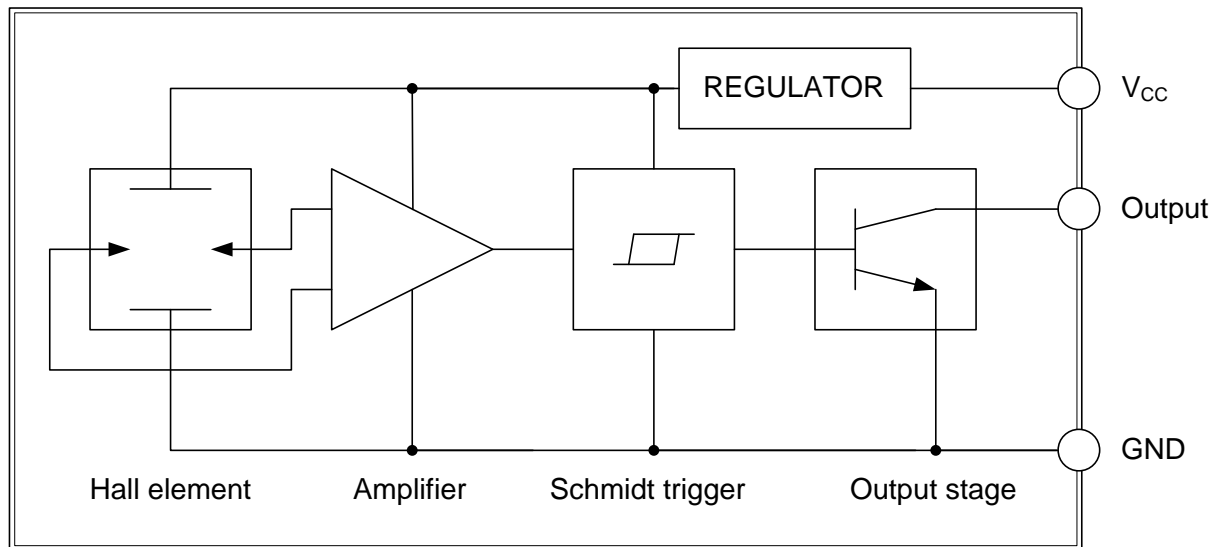 REGULATOR
VCC
Output
GND
Hall element
Amplifier
Schmidt trigger
Output stage